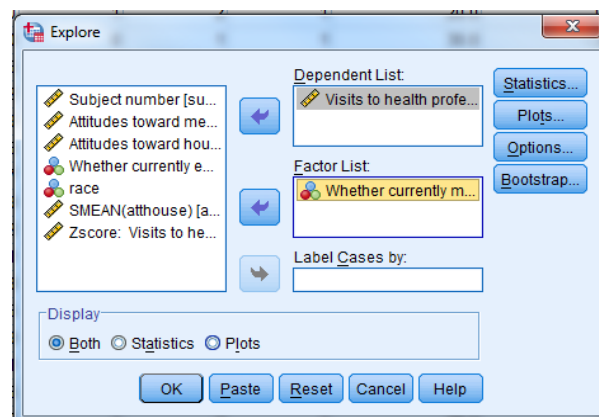 Explore
Dependent List:
Subject number [su...
Attitudes toward me...
Attitudes toward hou...
Whether currently e...
race
SMEAN(atthouse) [a...
Zscore: Visits to he...
Visits to health profe...
Factor List:
Whether currently m...
Label Cases by:
Statistics...
Plots...
Options...
Bootstrap...
Display
Both Statistics Plots
OK Paste Reset Cancel Help